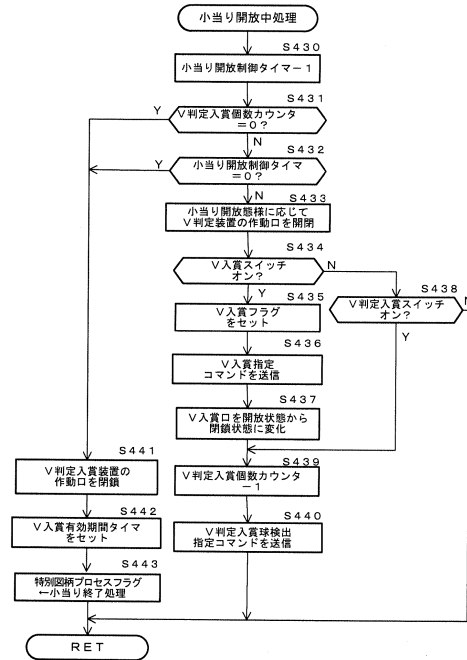 小当り開放中処理
S430
小当り開放制御タイマ－1
S431
V判定入賞個数カウンタ
＝0？
Y
N
S432
小当り開放制御タイマ
＝0？
Y
N
S433
小当り開放態様に応じて
V判定装置の作動口を開閉
S434
V入賞スイッチ
オン？
N
Y
S438
V判定入賞スイッチ
オン？
N
Y
S435
V入賞フラグ
をセット
S436
V入賞指定
コマンドを送信
S437
V入賞口を開放状態から
閉鎖状態に変化
S441
V判定入賞装置の
作動口を閉鎖
S439
V判定入賞個数カウンタ
－1
S442
V入賞有効期間タイマ
をセット
S440
V判定入賞球検出
指定コマンドを送信
S443
特別図柄プロセスフラグ
←小当り終了処理
RET